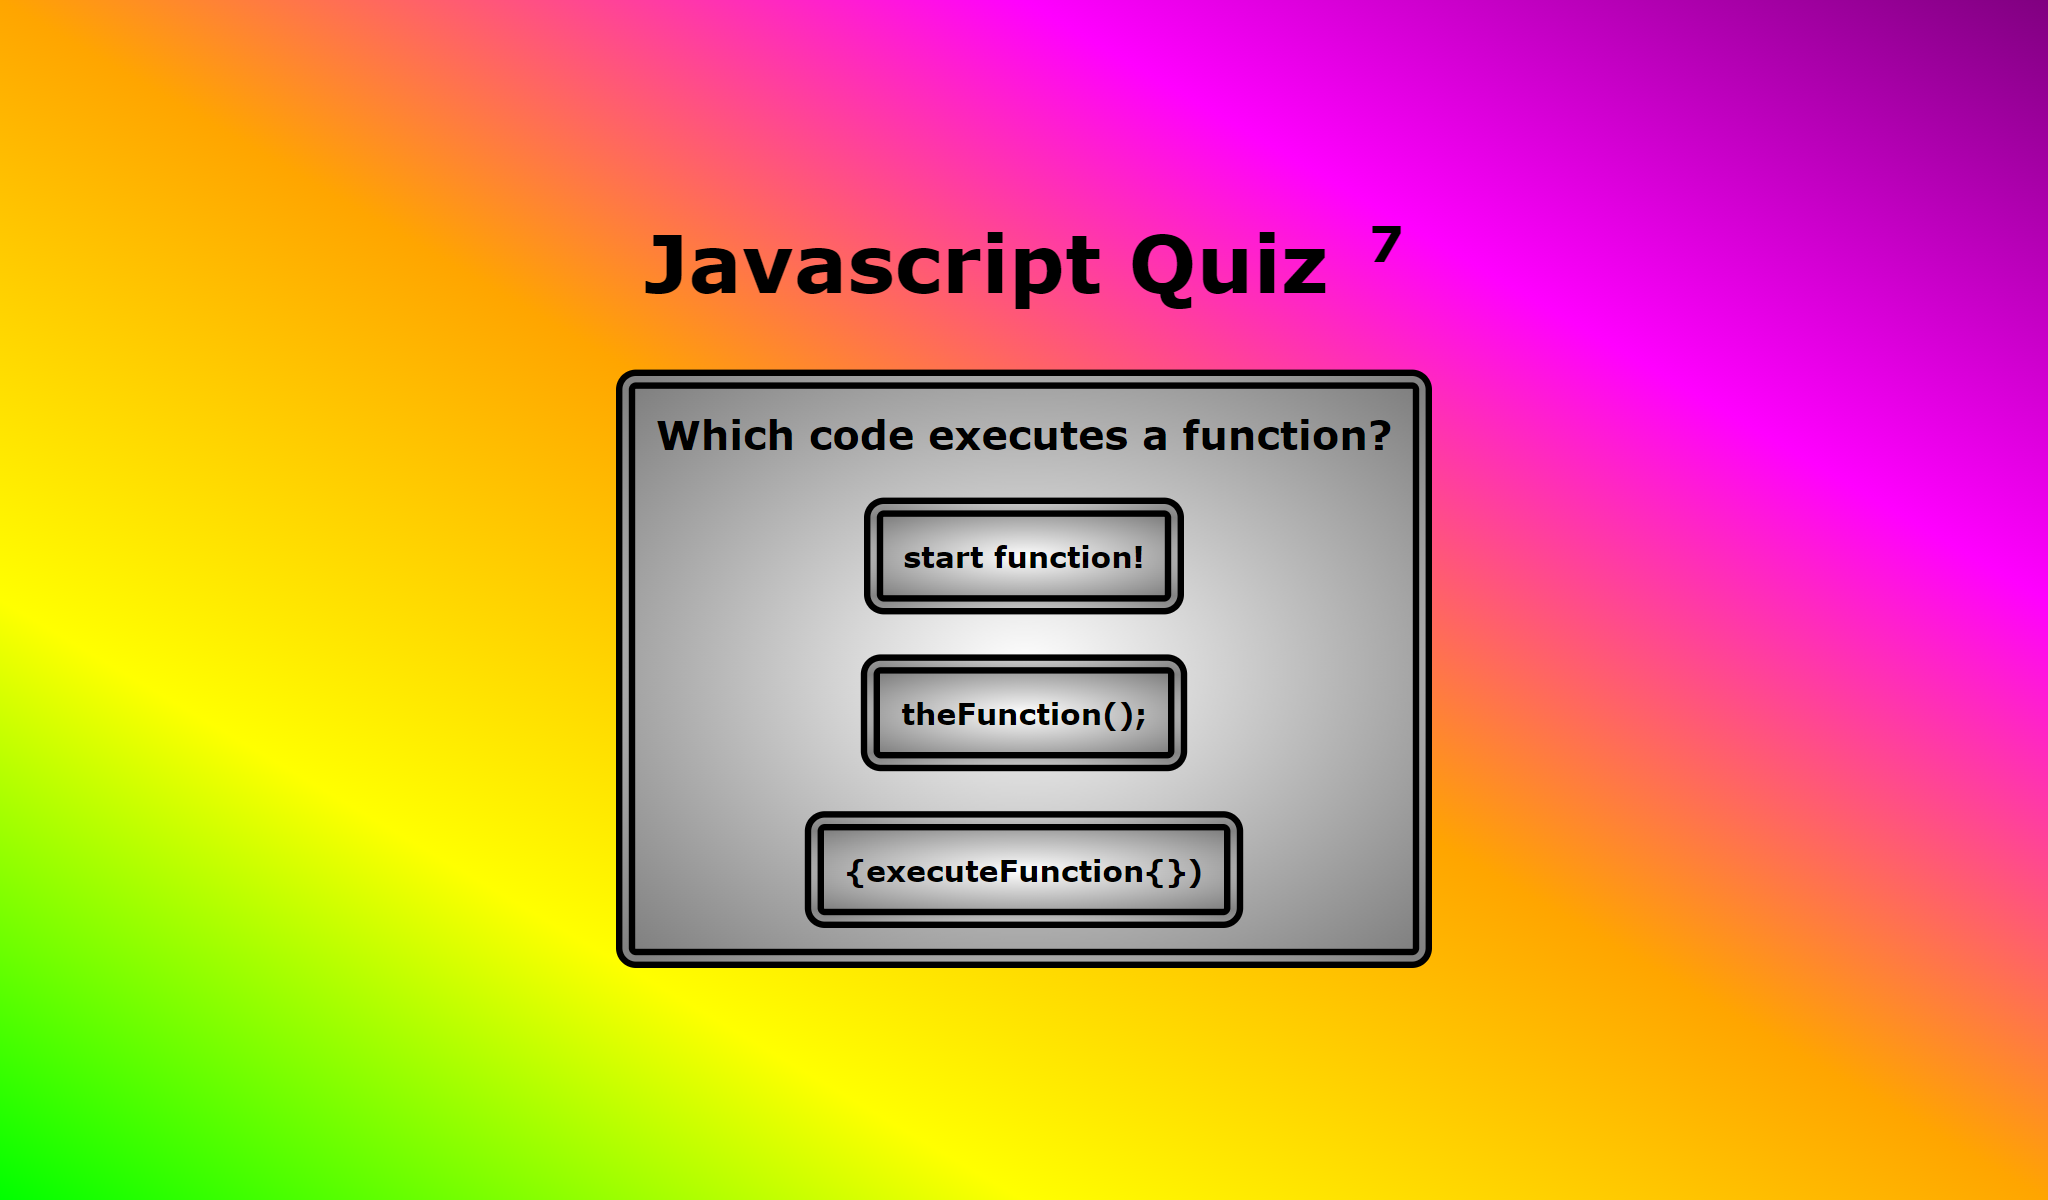 Javascript Quiz 7
Which code executes a function?
start function!
theFunction();
{executeFunction{})